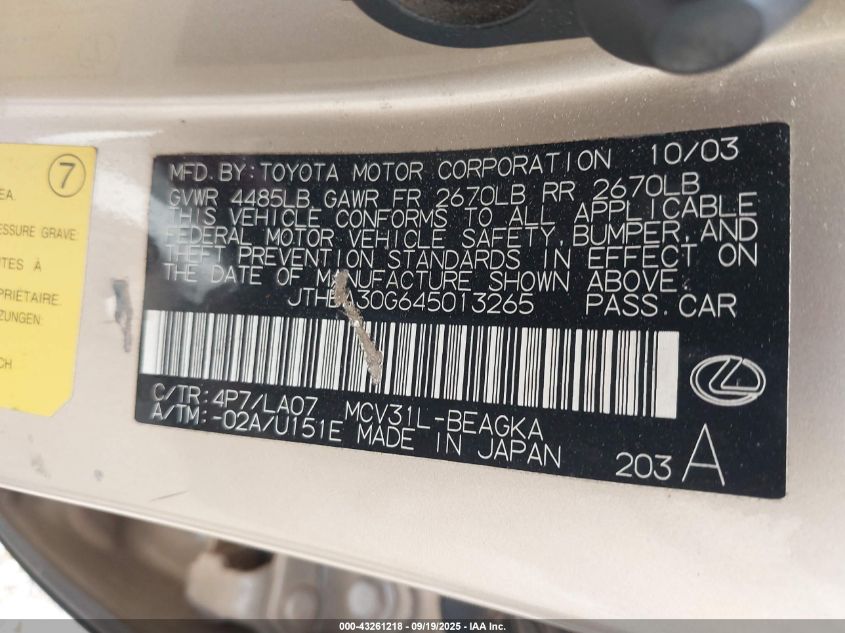 7
EA.
ESSURE GRAVE.
TES À
PRIÉTAIRE.
ZUNGEN:
CH
MFD. BY: TOYOTA MOTOR CORPORATION 10/03
GVWR 4485LB GAWR FR 2670LB RR 2670LB
THIS VEHICLE CONFORMS TO ALL APPLICABLE
FEDERAL MOTOR VEHICLE SAFETY, BUMPER, AND
THEFT PREVENTION STANDARDS IN EFFECT ON
THE DATE OF MANUFACTURE SHOWN ABOVE.
JTHBA30G645013265 PASS. CAR
C/TR: 4P7/LA07 MCV31L-BEAGKA
A/TM: -02A/U151E MADE IN JAPAN
203 A
000-43261218 - 09/19/2025 - IAA Inc.